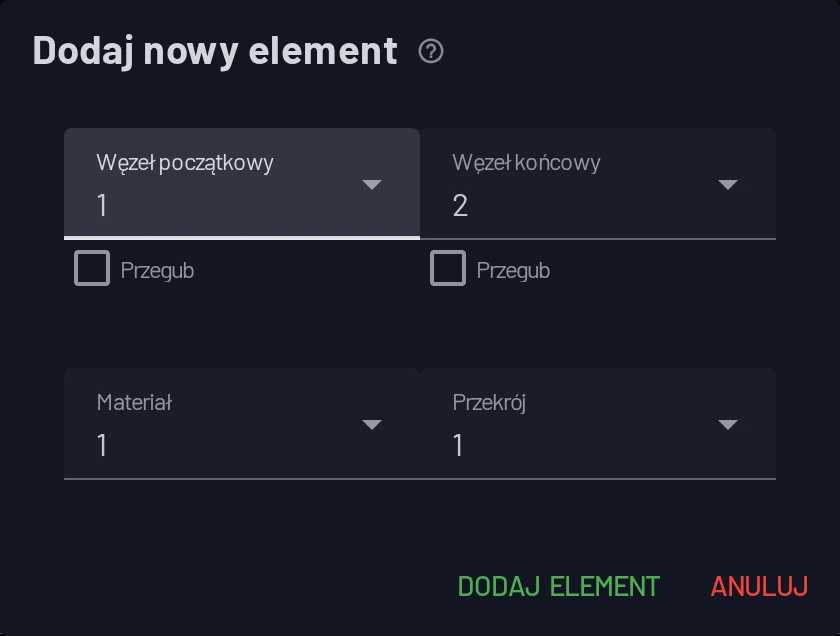 Dodaj nowy element
Węzeł początkowy
1
Węzeł końcowy
2
Przegub
Przegub
Materiał
1
Przekrój
1
DODAJ ELEMENT
ANULUJ